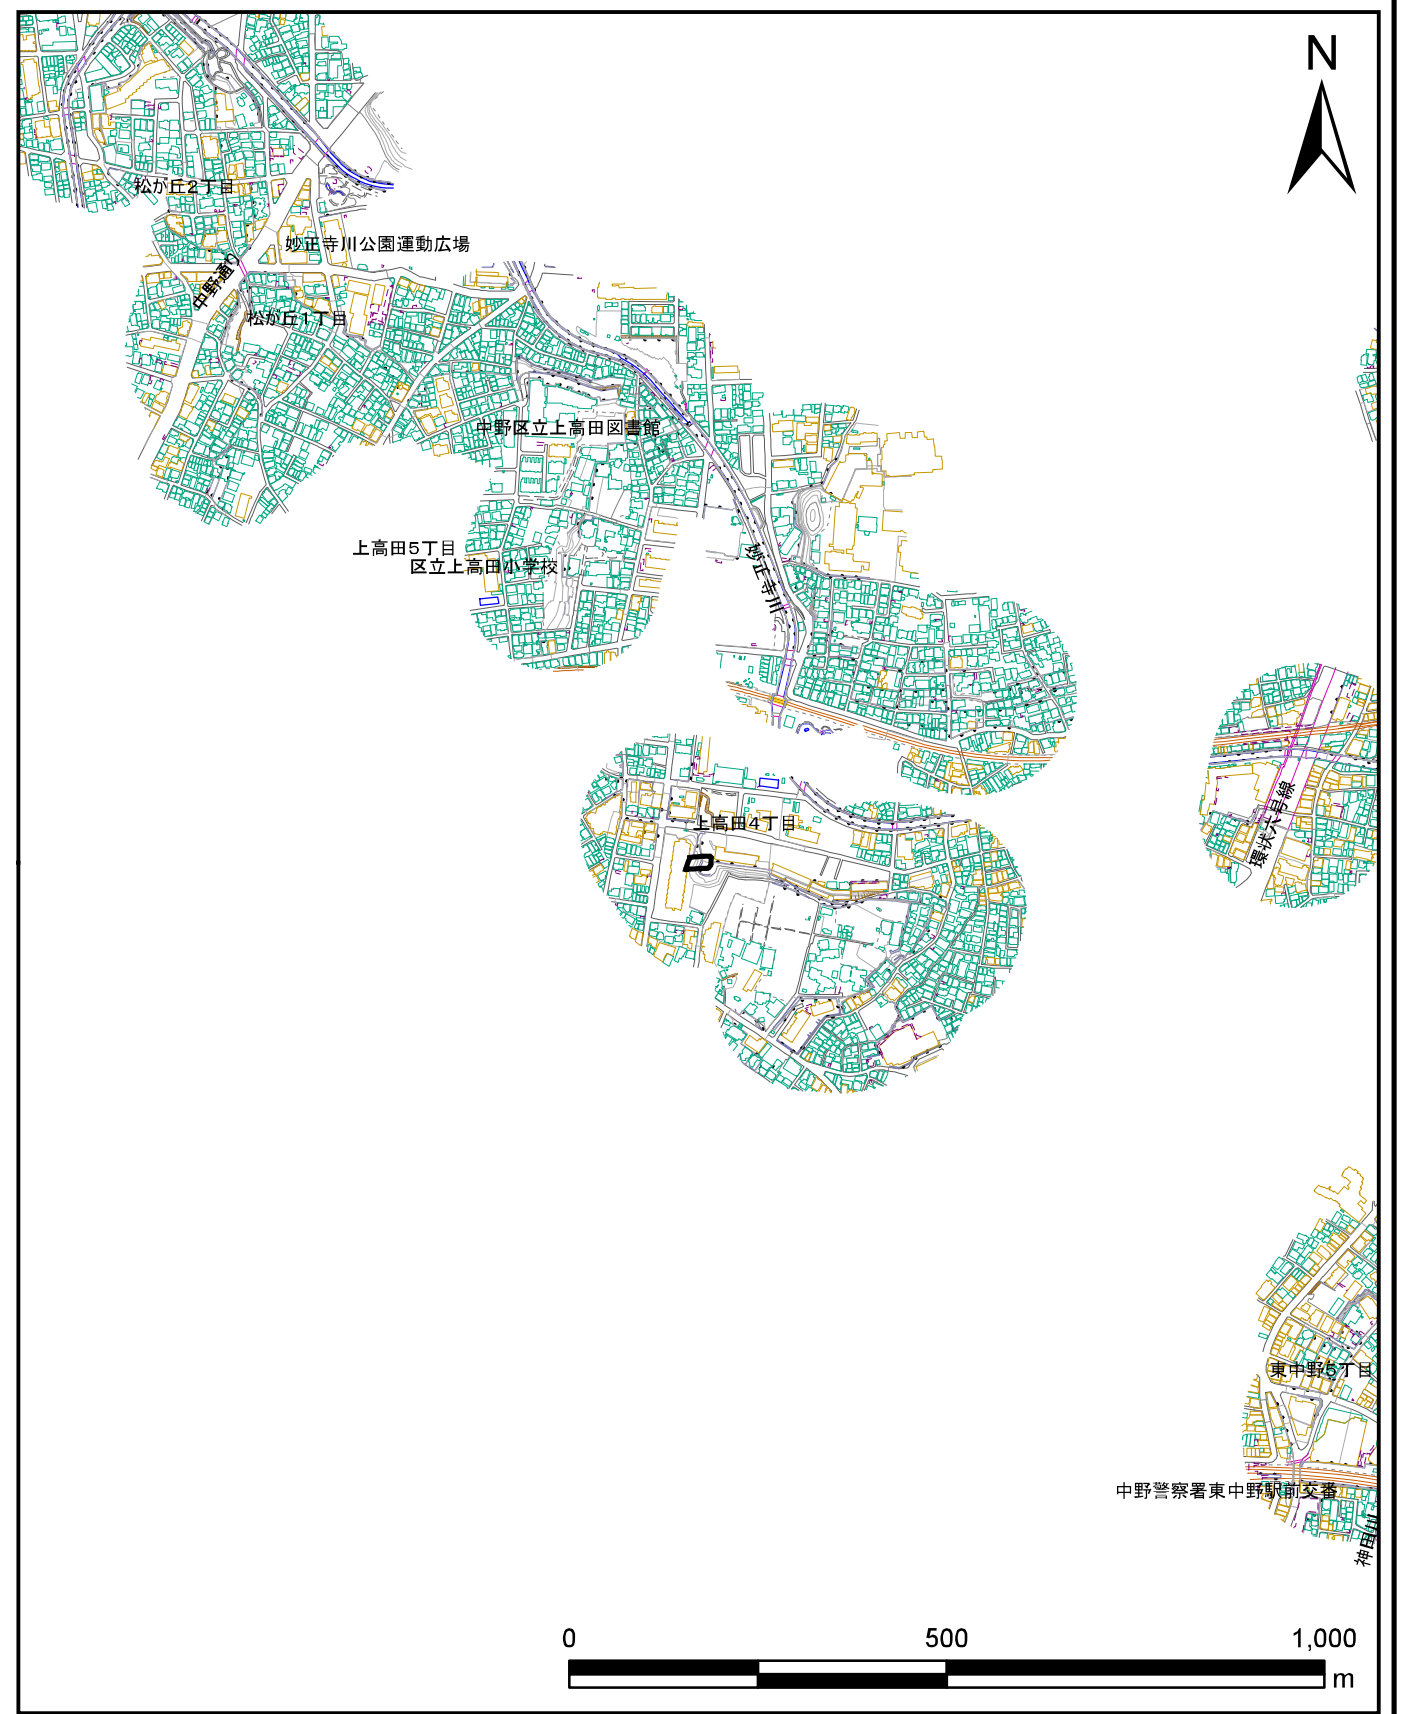 N
松が丘2丁目
妙正寺川公園運動広場
中野通り
松が丘1丁目
中野区立上高田図書館
上高田5丁目
区立上高田小学校
妙正寺川
環状六号線
上高田4丁目
東中野5丁目
中野警察署東中野駅前交番
神田川
0 500 1,000
m